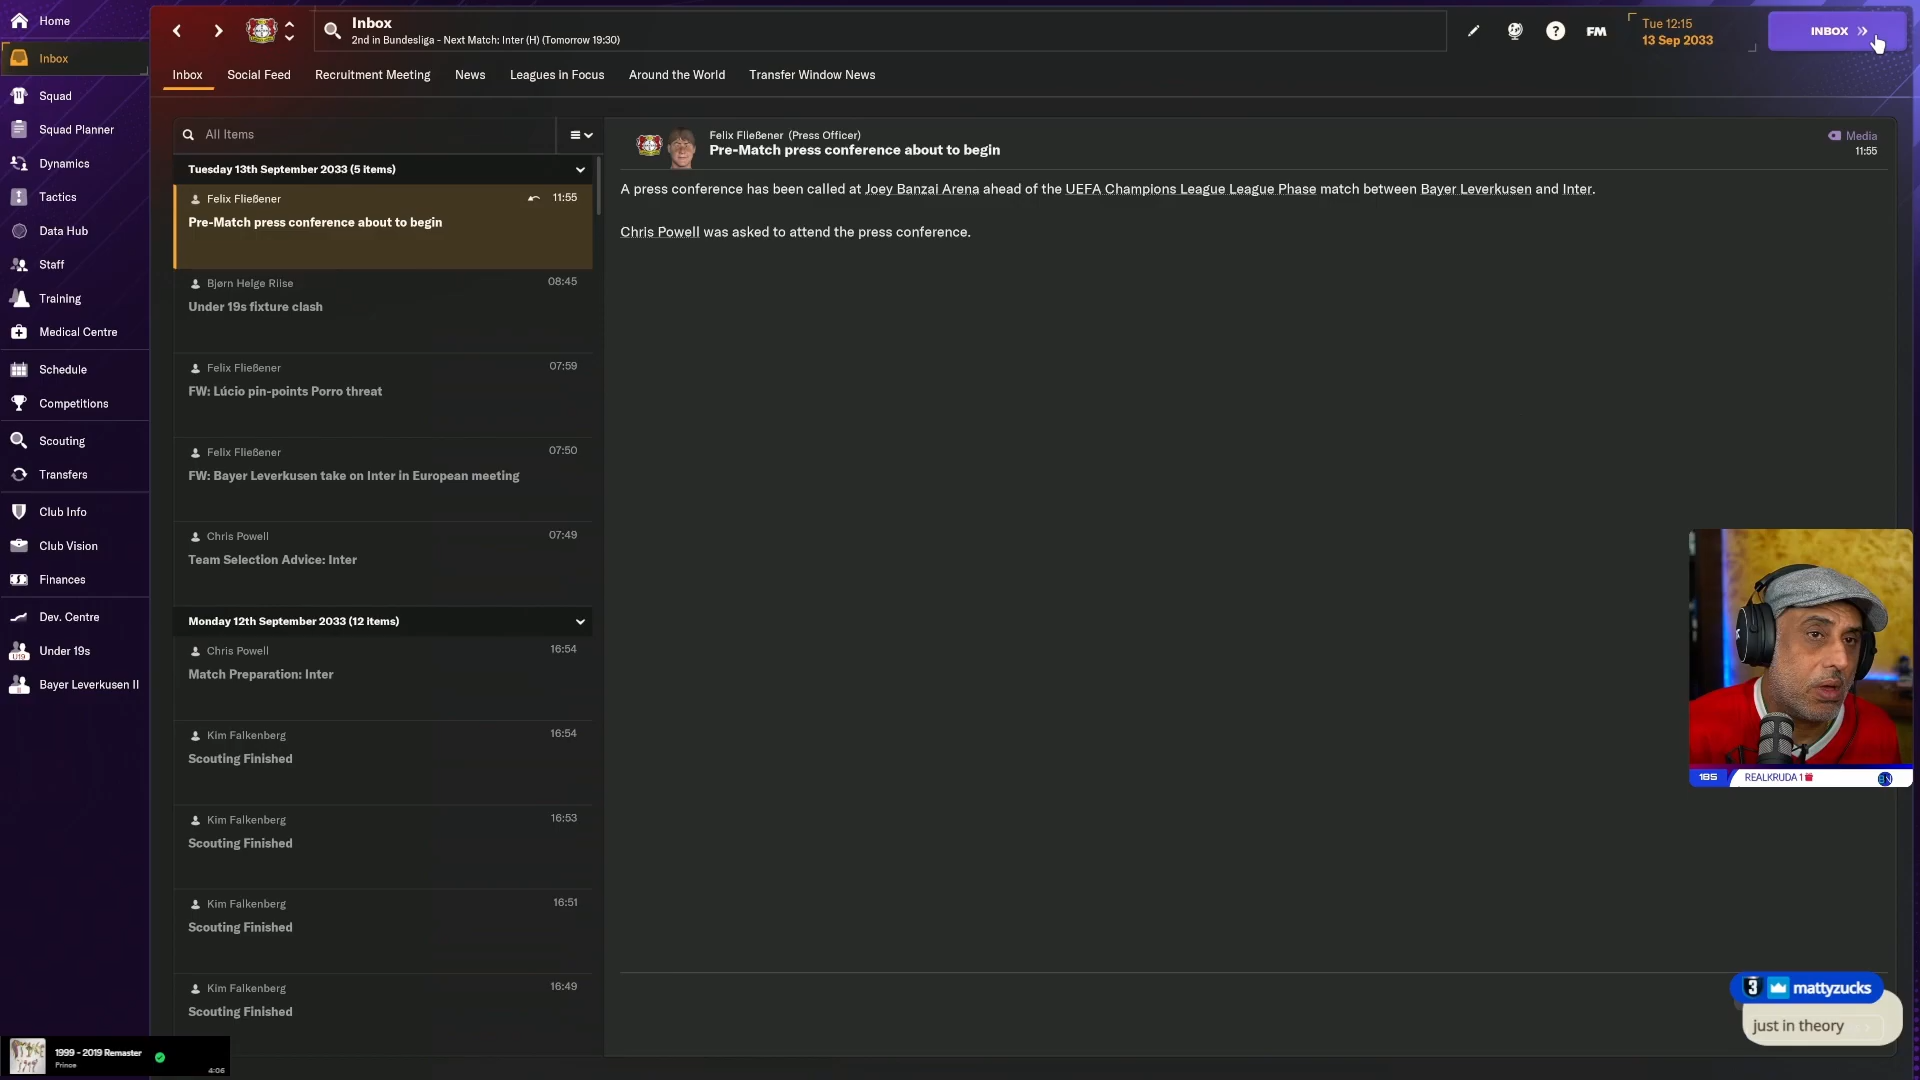 Home
Inbox
Squad
Squad Planner
Dynamics
Tactics
Data Hub
Staff
Training
Medical Centre
Schedule
Competitions
Scouting
Transfers
Club Info
Club Vision
Finances
Dev. Centre
Under 19s
Bayer Leverkusen II
Inbox
2nd in Bundesliga - Next Match: Inter (H) (Tomorrow 19:30)
FM
Tue 12:15
13 Sep 2033
INBOX
Inbox
Social Feed
Recruitment Meeting
News
Leagues in Focus
Around the World
Transfer Window News
All Items
Tuesday 13th September 2033 (5 items)
Felix Fließener
11:55
Pre-Match press conference about to begin
Bjørn Helge Riise
08:45
Under 19s fixture clash
Felix Fließener
07:59
FW: Lúcio pin-points Porro threat
Felix Fließener
07:50
FW: Bayer Leverkusen take on Inter in European meeting
Chris Powell
07:49
Team Selection Advice: Inter
Monday 12th September 2033 (12 items)
Chris Powell
16:54
Match Preparation: Inter
Kim Falkenberg
16:54
Scouting Finished
Kim Falkenberg
16:53
Scouting Finished
Kim Falkenberg
16:51
Scouting Finished
Kim Falkenberg
16:49
Scouting Finished
Felix Fließener (Press Officer)
Pre-Match press conference about to begin
Media
11:55
A press conference has been called at Joey Banzai Arena ahead of the UEFA Champions League League Phase match between Bayer Leverkusen and Inter.
Chris Powell was asked to attend the press conference.
185
REALKRUDA 1
3
mattyzucks
just in theory
1999 - 2019 Remaster
Prince
4:06